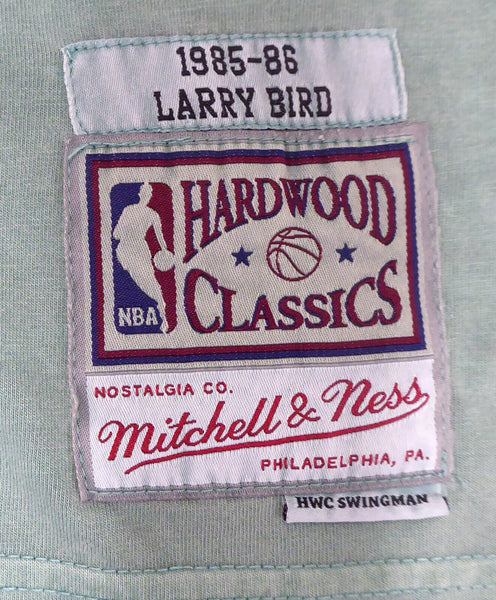 1985-86
LARRY BIRD
HARDWOOD
CLASSICS
NBA
NOSTALGIA CO.
Mitchell & Ness
PHILADELPHIA, PA.
HWC SWINGMAN